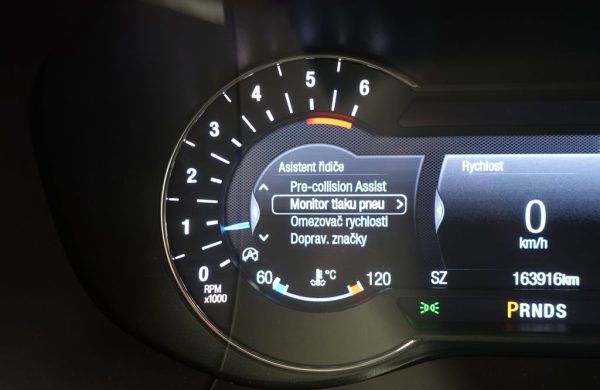 6
5
4
3
2
1
0
RPM
x1000
Asistent řidiče
Pre-collision Assist
Monitor tlaku pneu
Omezovač rychlosti
Doprav. značky
60 °C 120
Rychlost
0
km/h
SZ 163916km
PRNDS